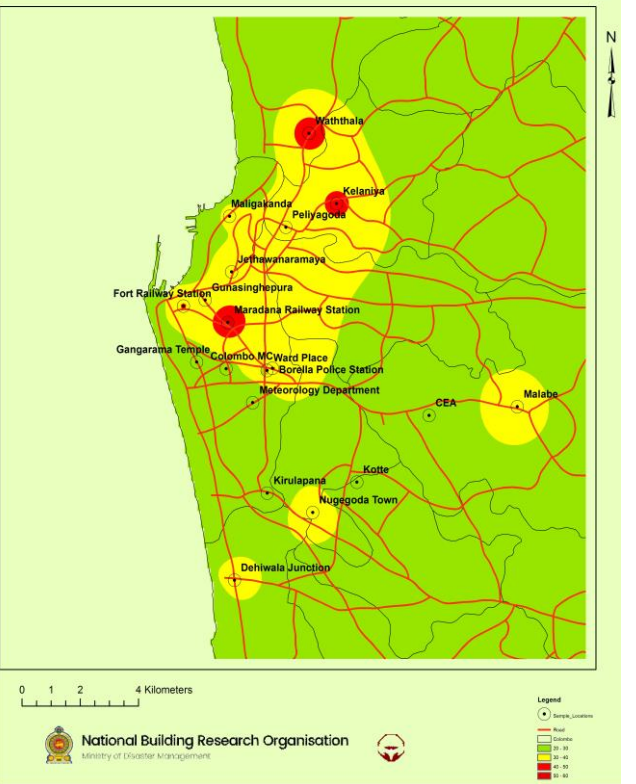 N
Waththala
Kelaniya
Maligakanda
Peliyagoda
Jethawanaramaya
Gunasinghepura
Fort Railway Station
Maradana Railway Station
Gangarama Temple
Colombo MC
Ward Place
Borella Police Station
Meteorology Department
Malabe
CEA
Kotte
Kirulapana
Nugegoda Town
Dehiwala Junction
0 1 2 4 Kilometers
Legend
Sample_Locations
Road
Colombo
20 - 30
30 - 40
40 - 50
50 - 60
National Building Research Organisation
Ministry of Disaster Management